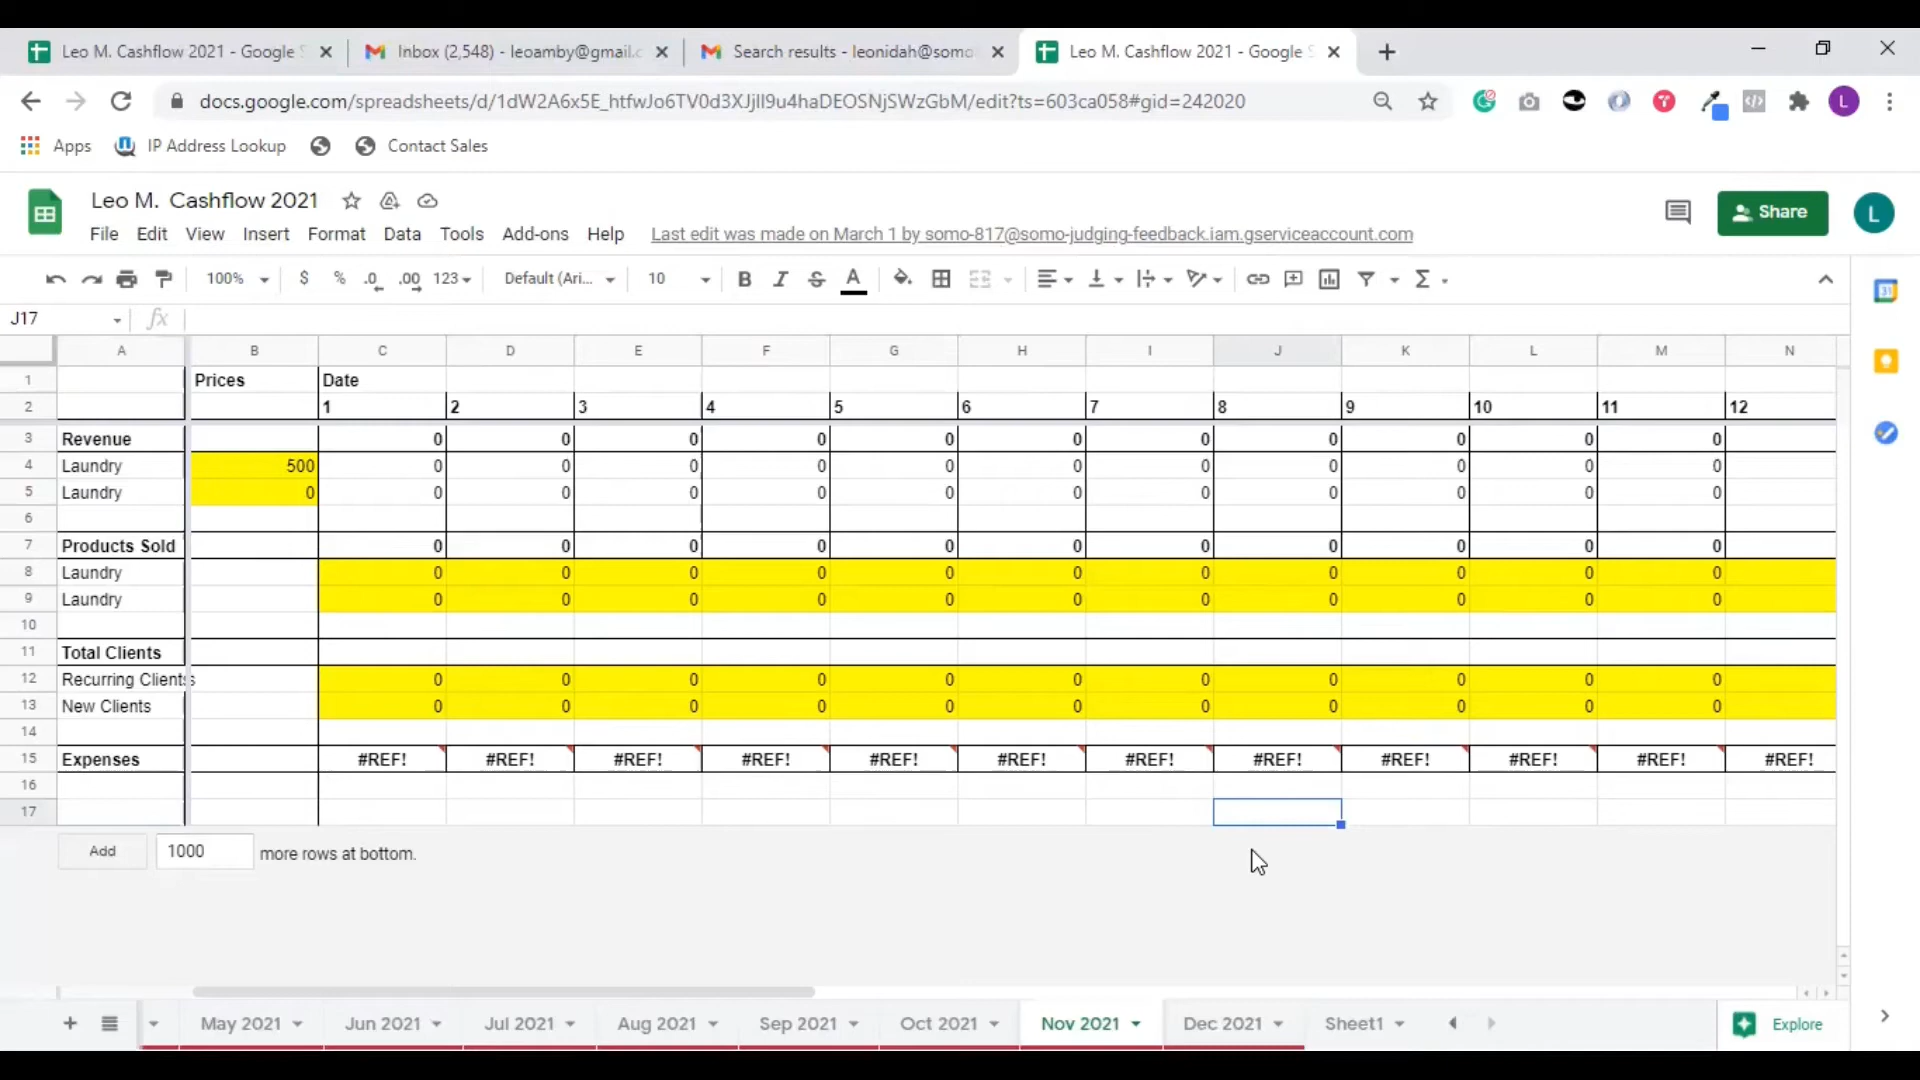 Leo M. Cashflow 2021 - Google S
Inbox (2,548) - leoamby@gmail.c
Search results - leonidah@somo
Leo M. Cashflow 2021 - Google S
docs.google.com/spreadsheets/d/1dW2A6x5E_htfwJo6TV0d3XJjlI9u4haDEOSNjSWzGbM/edit?ts=603ca058#gid=242020
L
Apps IP Address Lookup Contact Sales
Leo M. Cashflow 2021
Share L
File Edit View Insert Format Data Tools Add-ons Help Last edit was made on March 1 by somo-817@somo-judging-feedback.iam.gserviceaccount.com
100% $ % .0 .00 123 Default (Ari... 10 B I S A Σ
J17 fx
A B C D E F G H I J K L M N
1 Prices Date
2 1 2 3 4 5 6 7 8 9 10 11 12
3 Revenue 0 0 0 0 0 0 0 0 0 0 0
4 Laundry 500 0 0 0 0 0 0 0 0 0 0 0
5 Laundry 0 0 0 0 0 0 0 0 0 0 0 0
6
7 Products Sold 0 0 0 0 0 0 0 0 0 0 0
8 Laundry 0 0 0 0 0 0 0 0 0 0 0
9 Laundry 0 0 0 0 0 0 0 0 0 0 0
10
11 Total Clients
12 Recurring Clients 0 0 0 0 0 0 0 0 0 0 0
13 New Clients 0 0 0 0 0 0 0 0 0 0 0
14
15 Expenses #REF! #REF! #REF! #REF! #REF! #REF! #REF! #REF! #REF! #REF! #REF! #REF!
16
17
Add 1000 more rows at bottom.
May 2021 Jun 2021 Jul 2021 Aug 2021 Sep 2021 Oct 2021 Nov 2021 Dec 2021 Sheet1 Explore